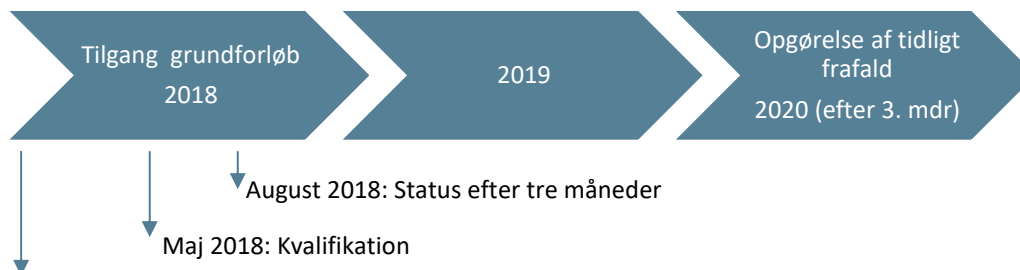 Tilgang grundforløb
2018
2019
Opgørelse af tidligt
frafald
2020 (efter 3. mdr)
August 2018: Status efter tre måneder
Maj 2018: Kvalifikation